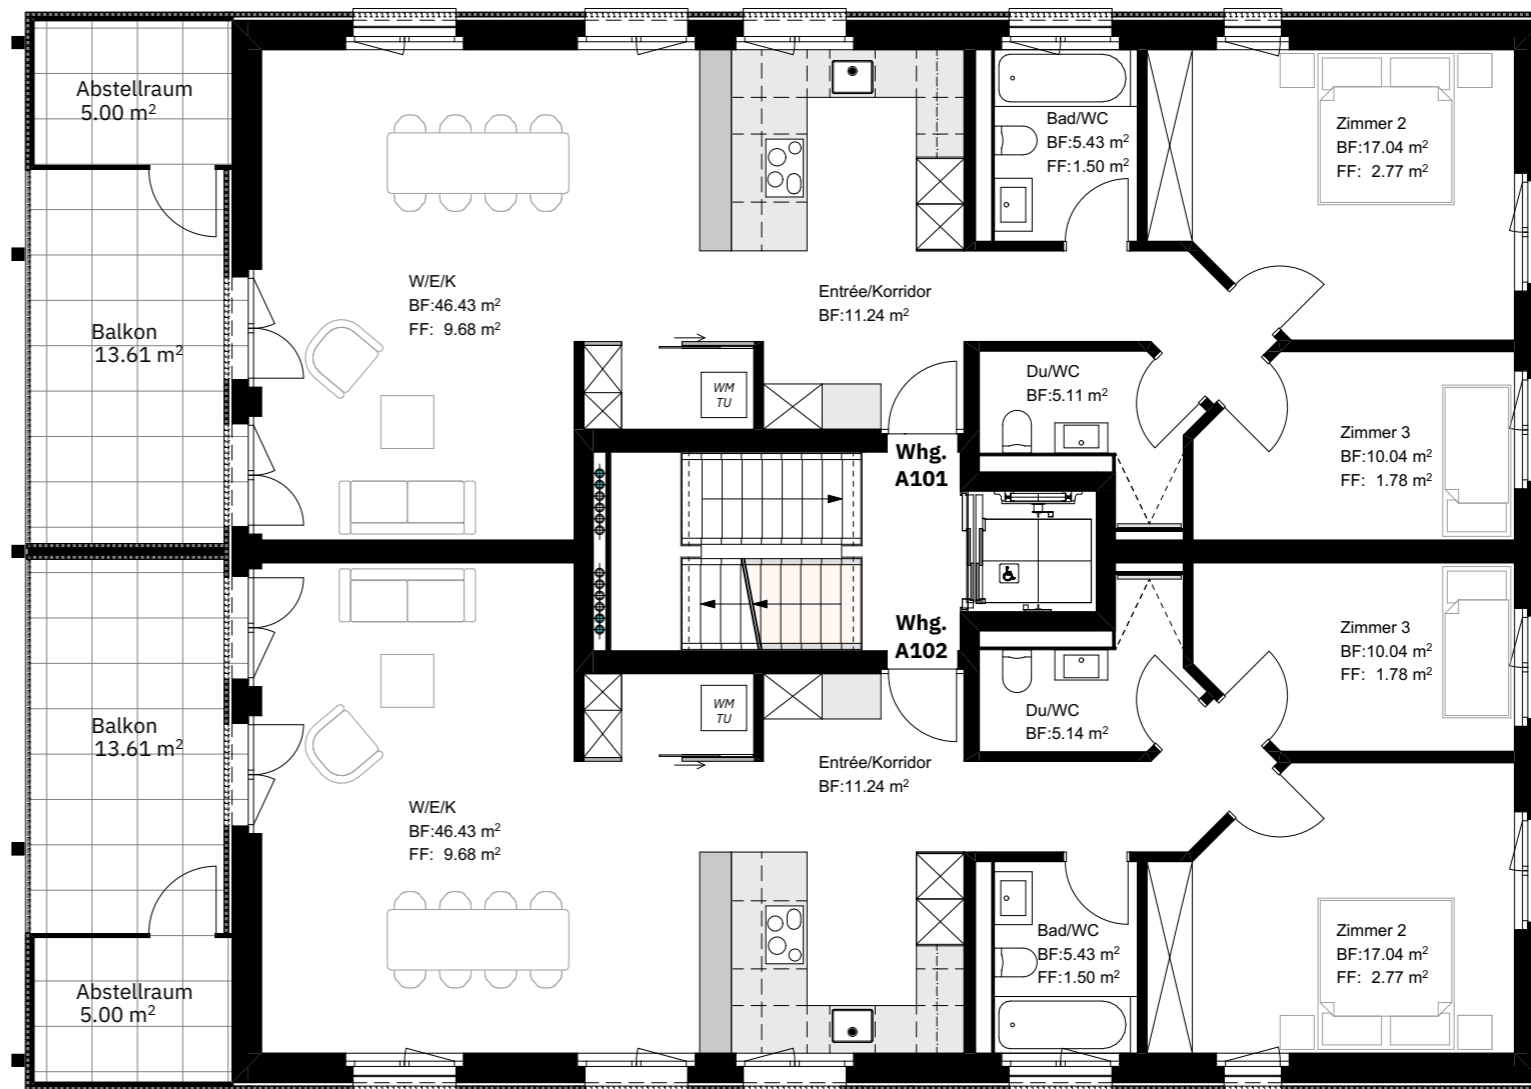 Abstellraum
5.00 m²
Balkon
13.61 m²
W/E/K
BF:46.43 m²
FF: 9.68 m²
Entrée/Korridor
BF:11.24 m²
Bad/WC
BF:5.43 m²
FF:1.50 m²
Zimmer 2
BF:17.04 m²
FF: 2.77 m²
WM
TU
Du/WC
BF:5.11 m²
Zimmer 3
BF:10.04 m²
FF: 1.78 m²
Whg.
A101
Whg.
A102
Zimmer 3
BF:10.04 m²
FF: 1.78 m²
Du/WC
BF:5.14 m²
WM
TU
Balkon
13.61 m²
Entrée/Korridor
BF:11.24 m²
W/E/K
BF:46.43 m²
FF: 9.68 m²
Bad/WC
BF:5.43 m²
FF:1.50 m²
Zimmer 2
BF:17.04 m²
FF: 2.77 m²
Abstellraum
5.00 m²